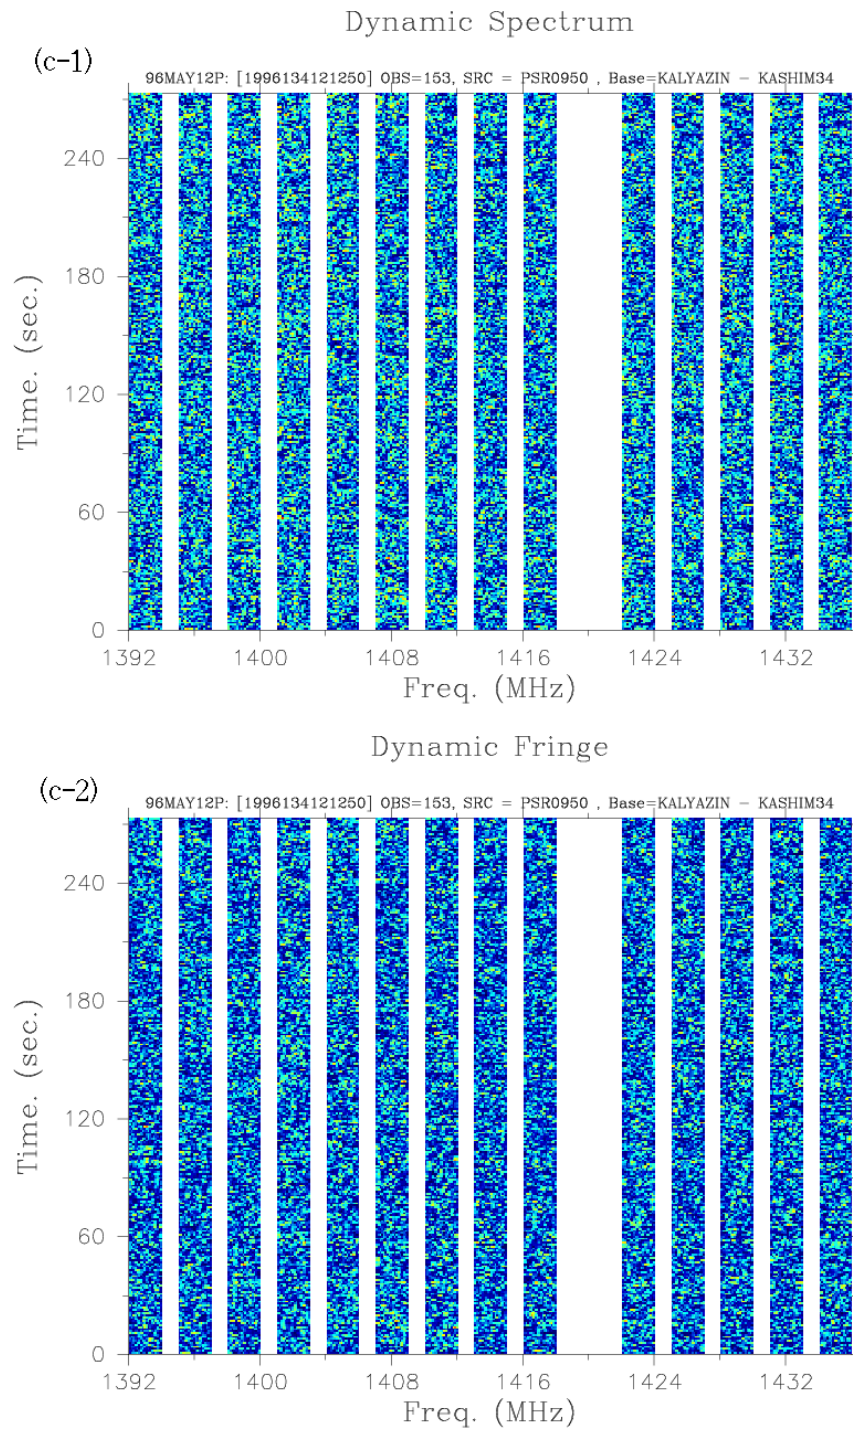 Dynamic Spectrum
(c-1)
96MAY12P: [1996134121250] OBS=153, SRC = PSR0950 , Base=KALYAZIN - KASHIM34
240
180
120
60
0
Time. (sec.)
1392 1400 1408 1416 1424 1432
Freq. (MHz)
Dynamic Fringe
(c-2)
96MAY12P: [1996134121250] OBS=153, SRC = PSR0950 , Base=KALYAZIN - KASHIM34
240
180
120
60
0
Time. (sec.)
1392 1400 1408 1416 1424 1432
Freq. (MHz)